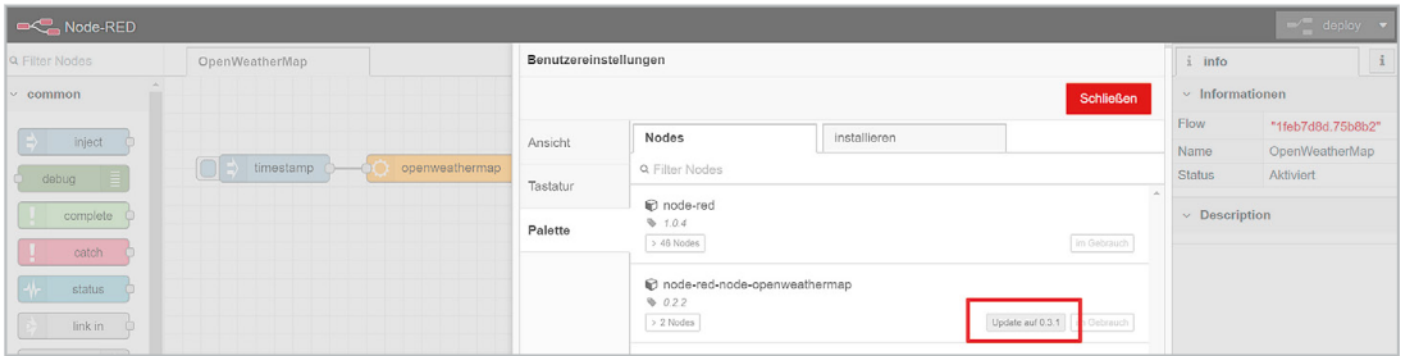 Node-RED
deploy
Filter Nodes
common
inject
debug
complete
catch
status
link in
OpenWeatherMap
timestamp
openweathermap
Benutzereinstellungen
Schließen
Ansicht
Tastatur
Palette
Nodes
installieren
Filter Nodes
node-red
1.0.4
> 46 Nodes
im Gebrauch
node-red-node-openweathermap
0.2.2
> 2 Nodes
Update auf 0.3.1
im Gebrauch
i info
i
Informationen
Flow "1feb7d8d.75b8b2"
Name OpenWeatherMap
Status Aktiviert
Description